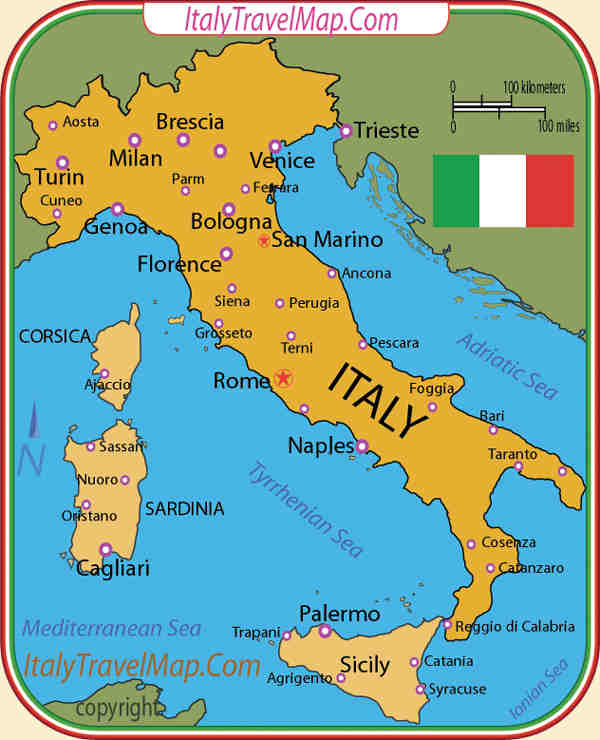 ItalyTravelMap.Com
0 100 kilometers
0 100 miles
Aosta
Brescia
Trieste
Milan
Venice
Turin
Parm
Ferrara
Cuneo
Genoa
Bologna
San Marino
Florence
Ancona
Siena
Perugia
CORSICA
Grosseto
Terni
Pescara
Adriatic Sea
Ajaccio
Rome
ITALY
Foggia
Bari
N
Sassari
Naples
Taranto
Nuoro
Tyrrhenian Sea
Oristano
SARDINIA
Cosenza
Cagliari
Catanzaro
Palermo
Mediterranean Sea
Trapani
Reggio di Calabria
ItalyTravelMap.Com
Sicily
Catania
Agrigento
Syracuse
Ionian Sea
copyright